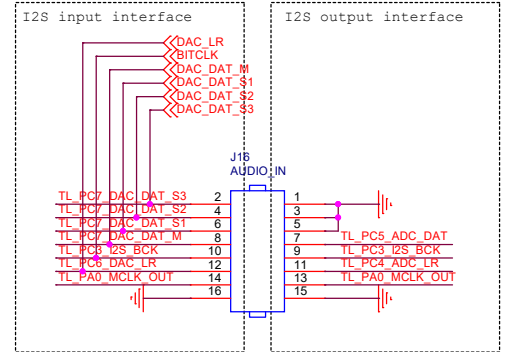 I2S input interface
I2S output interface
DAC_LR
BITCLK
DAC_DAT_M
DAC_DAT_S1
DAC_DAT_S2
DAC_DAT_S3
J16
AUDIO_IN
TL_PC7_DAC_DAT_S3 2 1
TL_PC7_DAC_DAT_S2 4 3
TL_PC7_DAC_DAT_S1 6 5
TL_PC7_DAC_DAT_M 8 7 TL_PC5_ADC_DAT
TL_PC3_I2S_BCK 10 9 TL_PC3_I2S_BCK
TL_PC6_DAC_LR 12 11 TL_PC4_ADC_LR
TL_PA0_MCLK_OUT 14 13 TL_PA0_MCLK_OUT
16 15